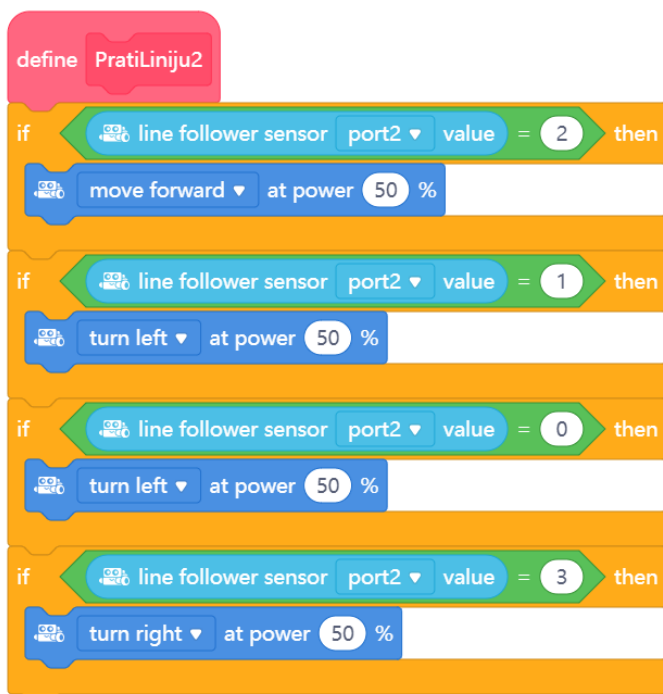 define PratiLiniju2
if line follower sensor port2 value = 2 then
move forward at power 50 %
if line follower sensor port2 value = 1 then
turn left at power 50 %
if line follower sensor port2 value = 0 then
turn left at power 50 %
if line follower sensor port2 value = 3 then
turn right at power 50 %